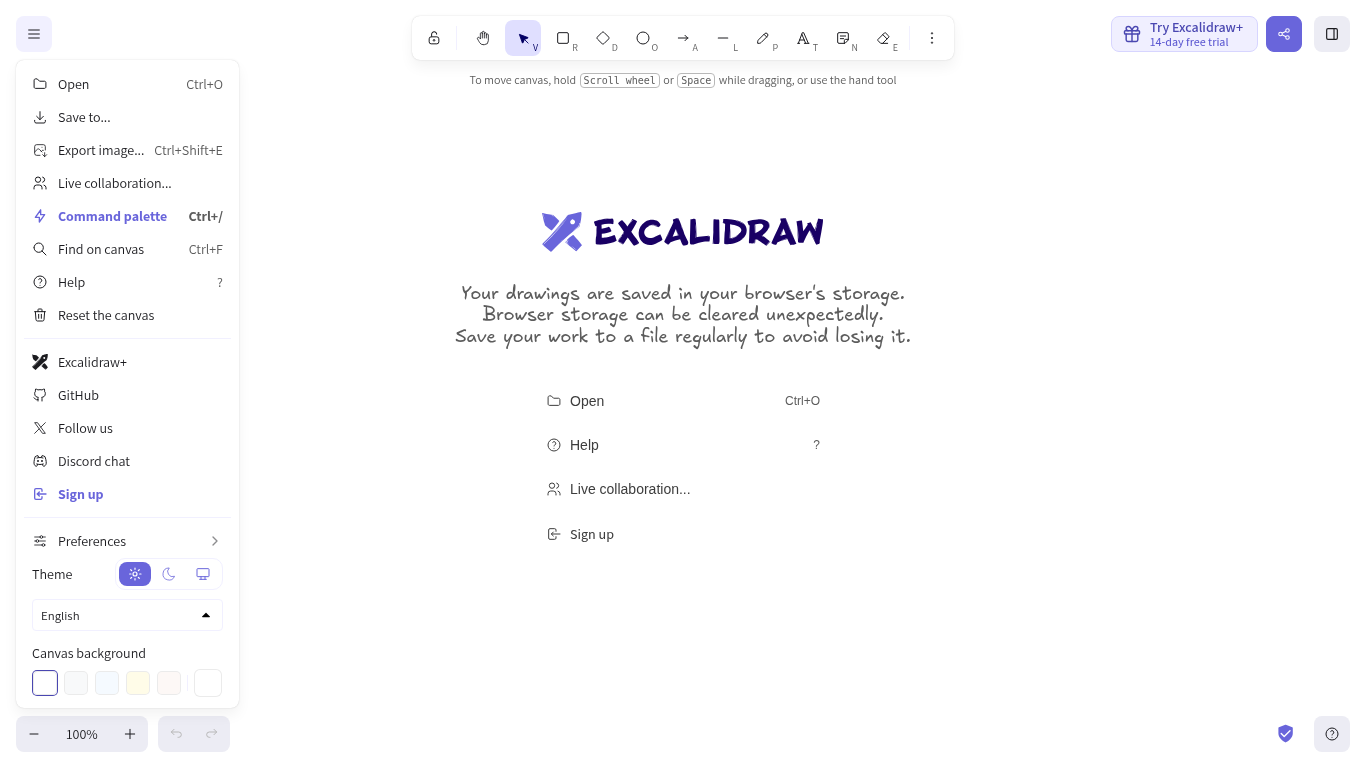 V
R
D
O
A
L
P
T
N
E
Try Excalidraw+
14-day free trial
To move canvas, hold Scroll wheel or Space while dragging, or use the hand tool
Open Ctrl+O
Save to...
Export image... Ctrl+Shift+E
Live collaboration...
Command palette Ctrl+/
Find on canvas Ctrl+F
Help ?
Reset the canvas
Excalidraw+
GitHub
Follow us
Discord chat
Sign up
Preferences
Theme
English
Canvas background
100%
EXCALIDRAW
Your drawings are saved in your browser's storage.
Browser storage can be cleared unexpectedly.
Save your work to a file regularly to avoid losing it.
Open Ctrl+O
Help ?
Live collaboration...
Sign up